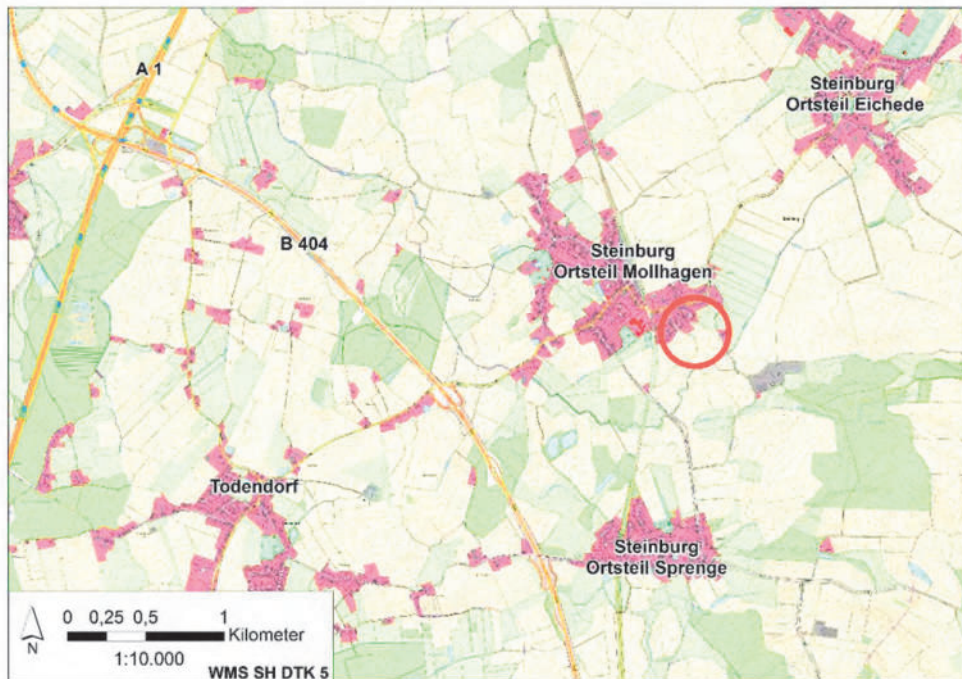 A 1
Steinburg
Ortsteil Eichede
B 404
Steinburg
Ortsteil Mollhagen
Todendorf
Steinburg
Ortsteil Sprenge
N
0 0,25 0,5 1
Kilometer
1:10.000
WMS SH DTK 5